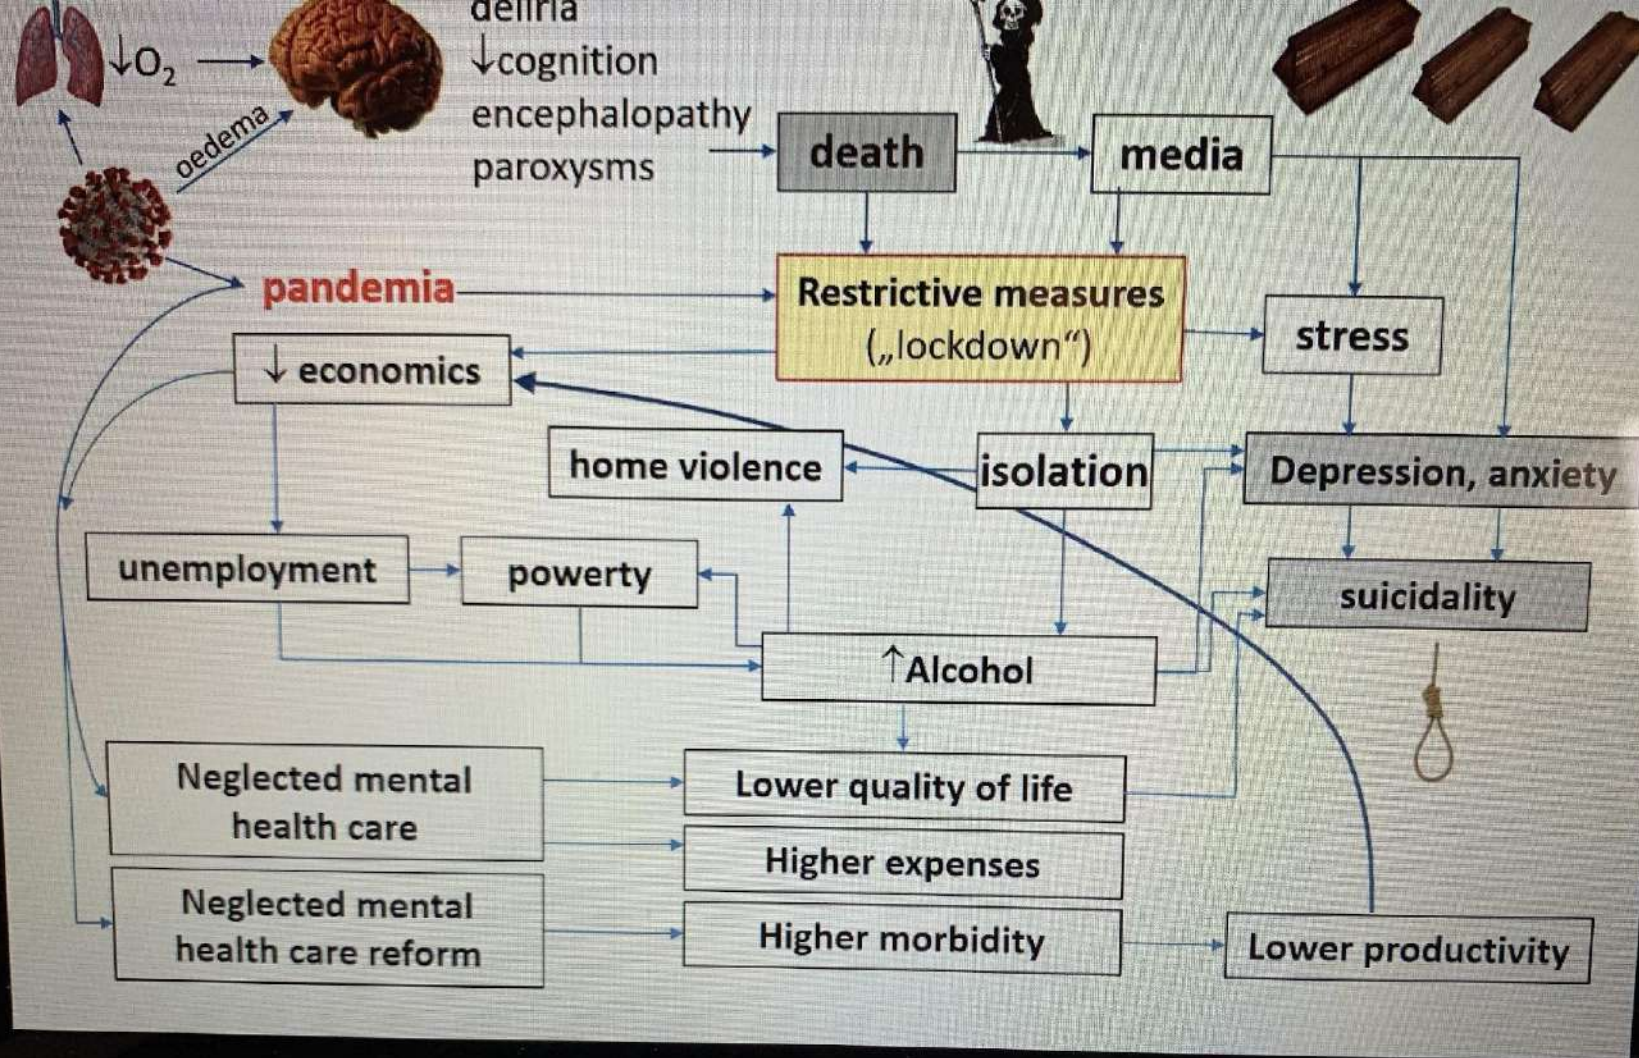 deliria
↓O₂
↓cognition
encephalopathy
oedema
paroxysms
death
media
pandemia
Restrictive measures
(„lockdown“)
stress
↓ economics
home violence
isolation
Depression, anxiety
unemployment
powerty
suicidality
↑Alcohol
Neglected mental
health care
Lower quality of life
Higher expenses
Neglected mental
health care reform
Higher morbidity
Lower productivity